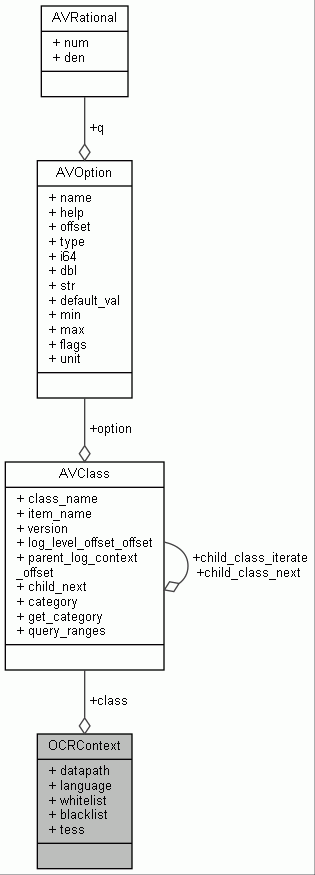 AVRational
+ num
+ den
+q
AVOption
+ name
+ help
+ offset
+ type
+ i64
+ dbl
+ str
+ default_val
+ min
+ max
+ flags
+ unit
+option
AVClass
+ class_name
+ item_name
+ version
+ log_level_offset_offset
+ parent_log_context
_offset
+ child_next
+ category
+ get_category
+ query_ranges
+child_class_iterate
+child_class_next
+class
OCRContext
+ datapath
+ language
+ whitelist
+ blacklist
+ tess